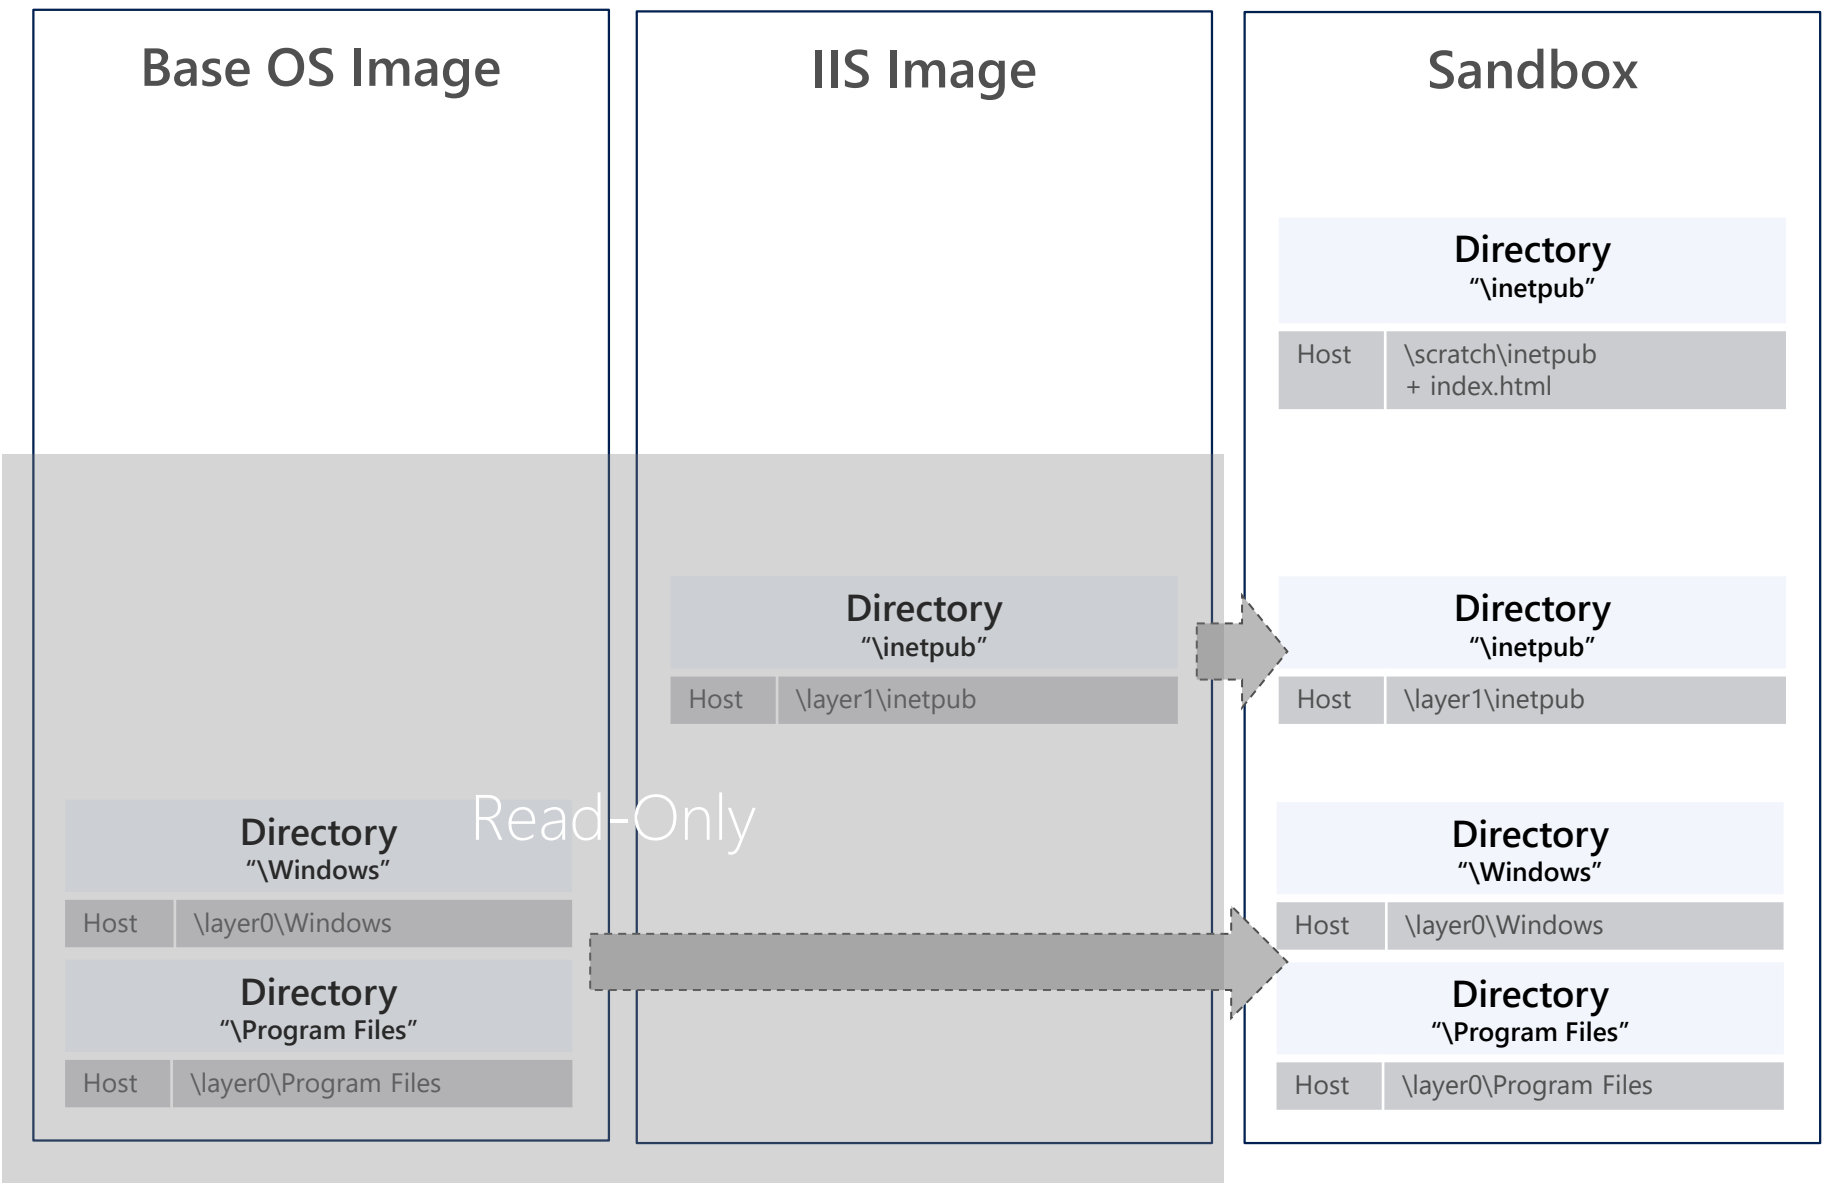 Base OS Image
IIS Image
Sandbox
Directory
“\inetpub”
Host
\scratch\inetpub
+ index.html
Directory
“\inetpub”
Host
\layer1\inetpub
Directory
“\inetpub”
Host
\layer1\inetpub
Read-Only
Directory
“\Windows”
Host
\layer0\Windows
Directory
“\Program Files”
Host
\layer0\Program Files
Directory
“\Windows”
Host
\layer0\Windows
Directory
“\Program Files”
Host
\layer0\Program Files